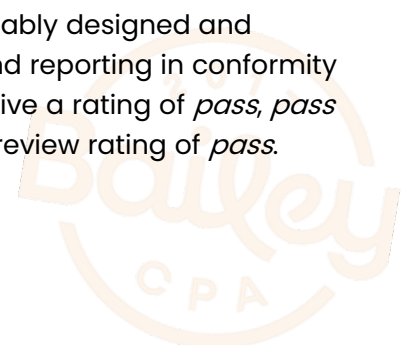 ably designed and
nd reporting in conformity
ive a rating of pass, pass
review rating of pass.
Bailey
CPA